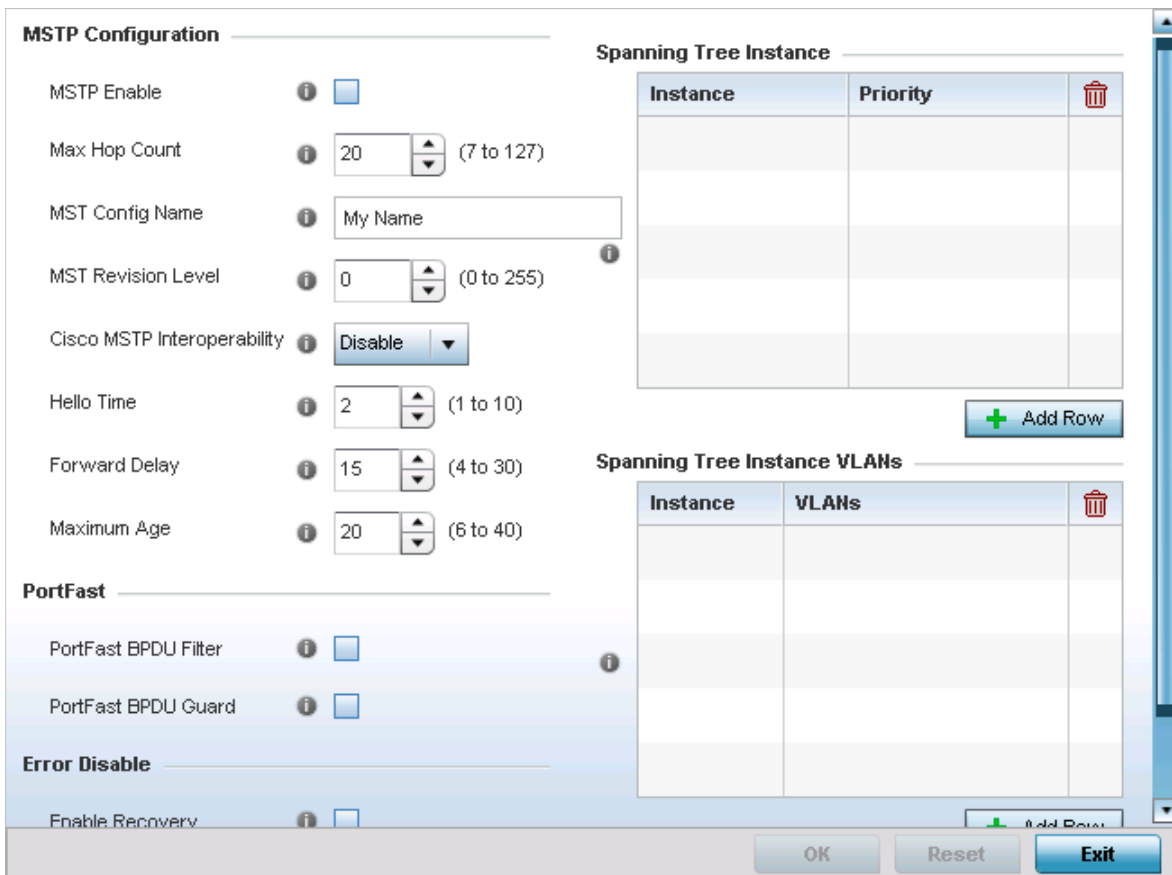 MSTP Configuration
MSTP Enable
Max Hop Count 20 (7 to 127)
MST Config Name My Name
MST Revision Level 0 (0 to 255)
Cisco MSTP Interoperability Disable
Hello Time 2 (1 to 10)
Forward Delay 15 (4 to 30)
Maximum Age 20 (6 to 40)
PortFast
PortFast BPDU Filter
PortFast BPDU Guard
Error Disable
Enable Recovery
Spanning Tree Instance
Instance Priority
Add Row
Spanning Tree Instance VLANs
Instance VLANs
Add Row
OK Reset Exit